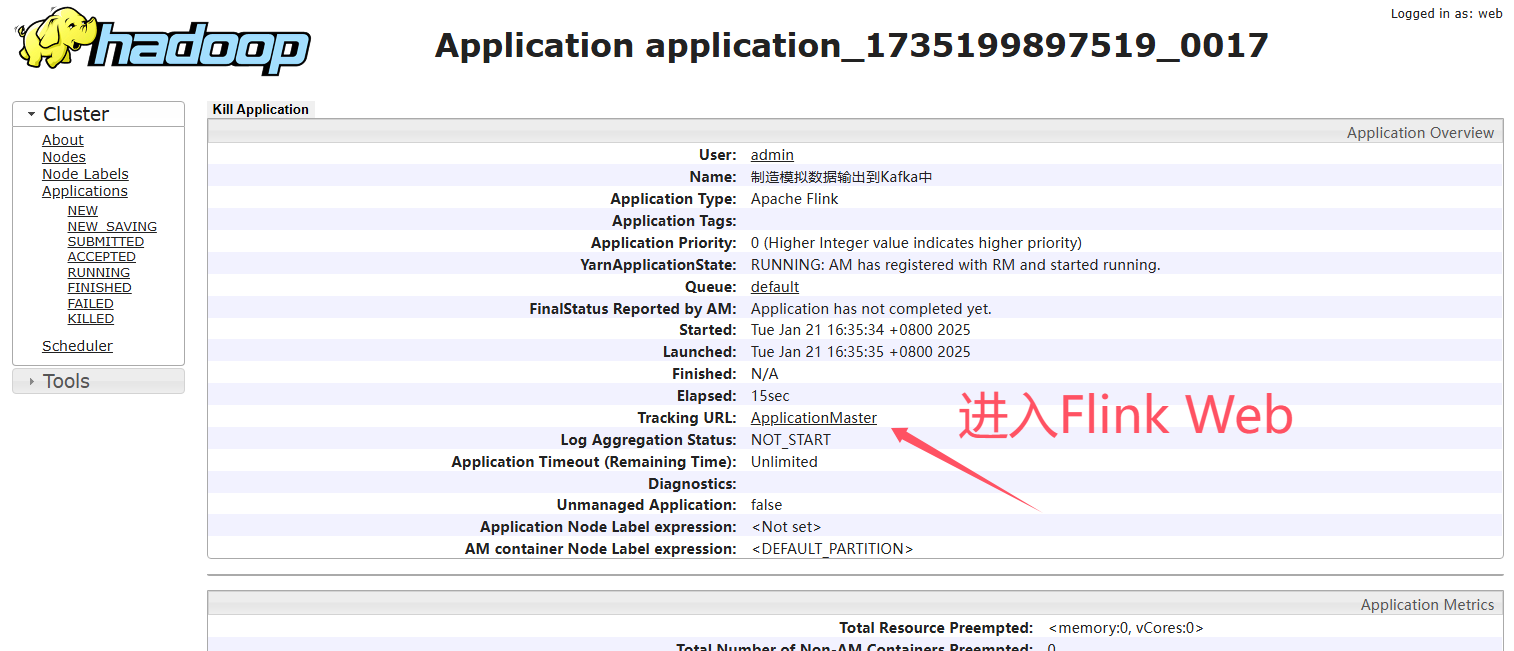 Logged in as: web
hadoop
Application application_1735199897519_0017
Cluster
About
Nodes
Node Labels
Applications
NEW
NEW_SAVING
SUBMITTED
ACCEPTED
RUNNING
FINISHED
FAILED
KILLED
Scheduler
Tools
Kill Application
Application Overview
User: admin
Name: 制造模拟数据输出到Kafka中
Application Type: Apache Flink
Application Tags:
Application Priority: 0 (Higher Integer value indicates higher priority)
YarnApplicationState: RUNNING: AM has registered with RM and started running.
Queue: default
FinalStatus Reported by AM: Application has not completed yet.
Started: Tue Jan 21 16:35:34 +0800 2025
Launched: Tue Jan 21 16:35:35 +0800 2025
Finished: N/A
Elapsed: 15sec
Tracking URL: ApplicationMaster
进入Flink Web
Log Aggregation Status: NOT_START
Application Timeout (Remaining Time): Unlimited
Diagnostics:
Unmanaged Application: false
Application Node Label expression: <Not set>
AM container Node Label expression: <DEFAULT_PARTITION>
Application Metrics
Total Resource Preempted: <memory:0, vCores:0>
Total Number of Non-AM Containers Preempted: 0